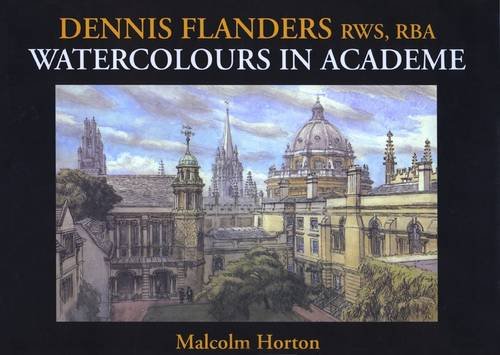 DENNIS FLANDERS RWS, RBA
WATERCOLOURS IN ACADEME
Malcolm Horton